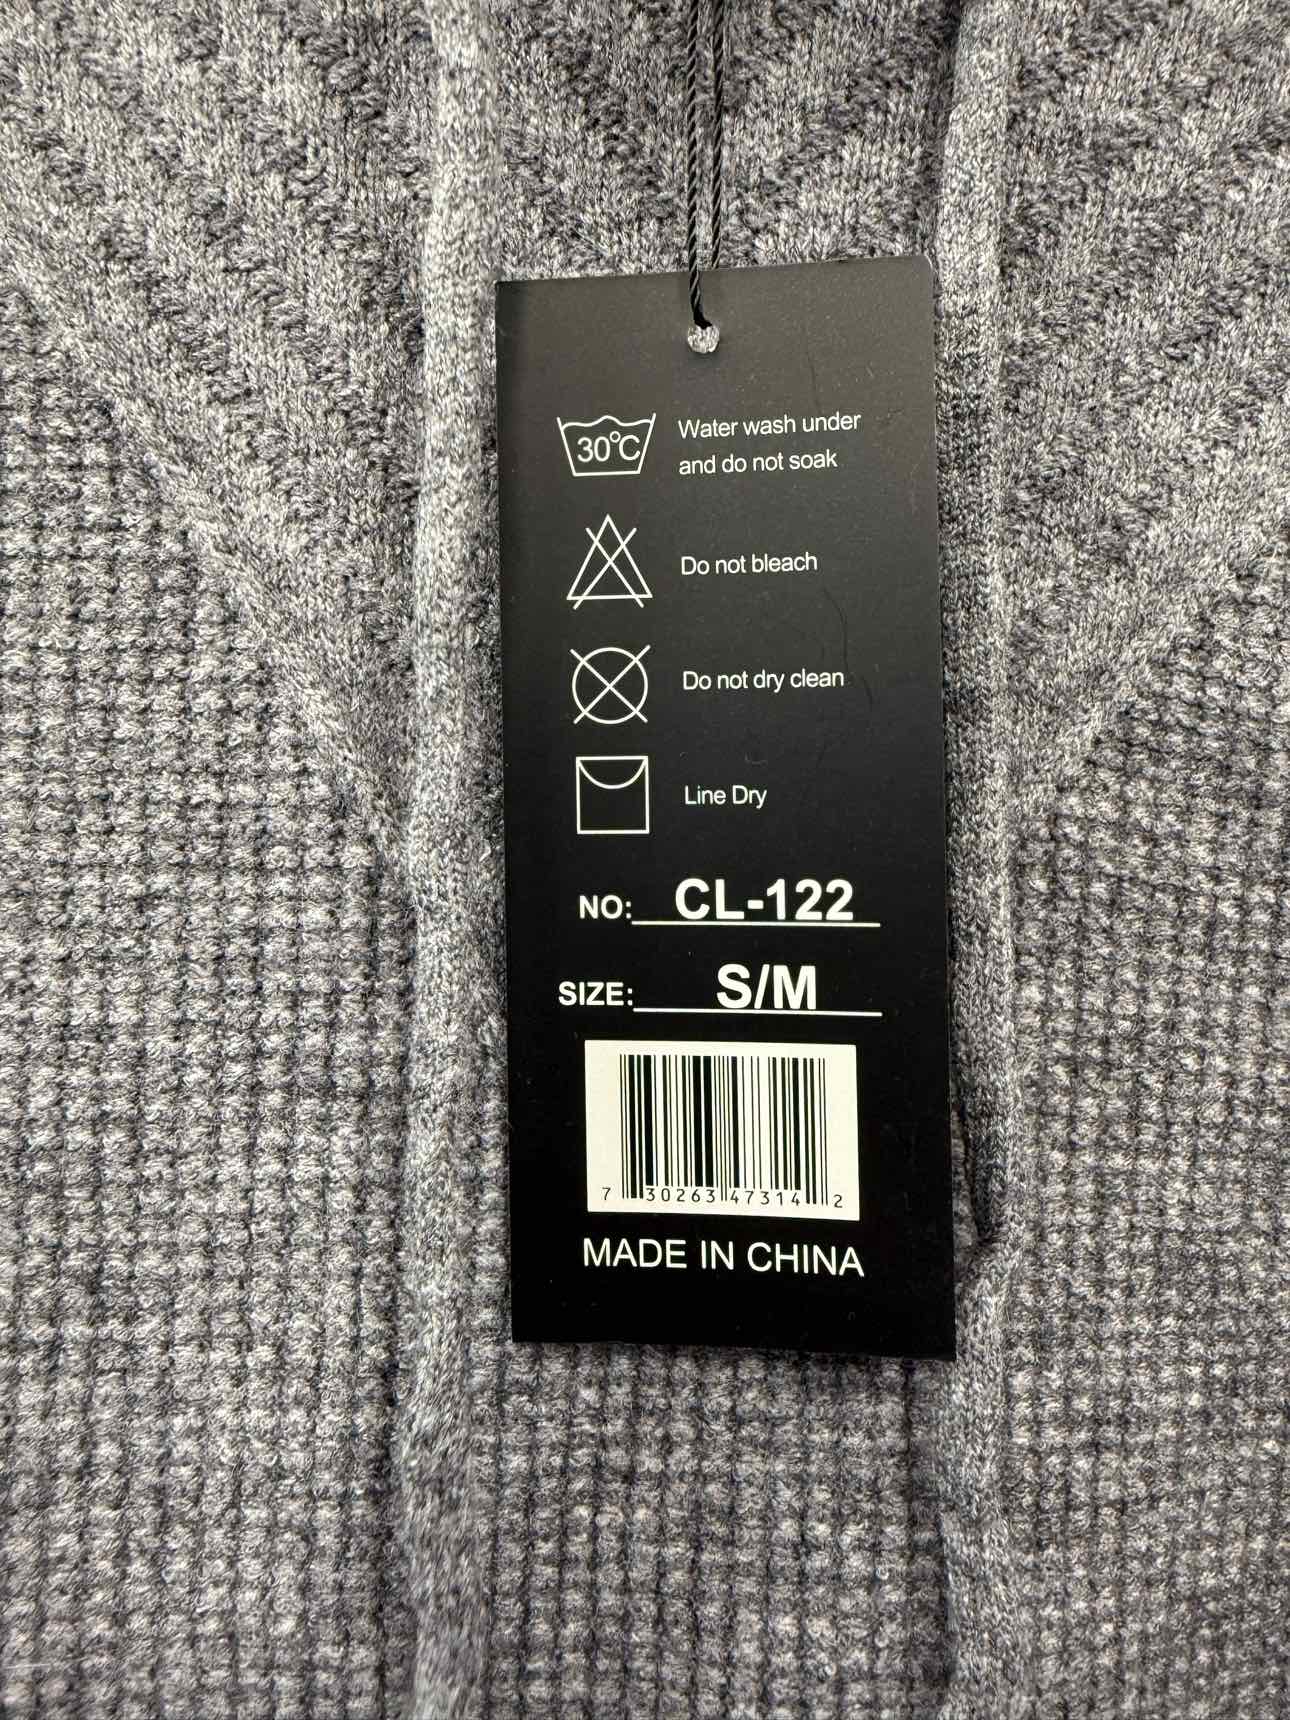 30°C
Water wash under
and do not soak
Do not bleach
Do not dry clean
Line Dry
NO: CL-122
SIZE: S/M
7 30263 47314 2
MADE IN CHINA